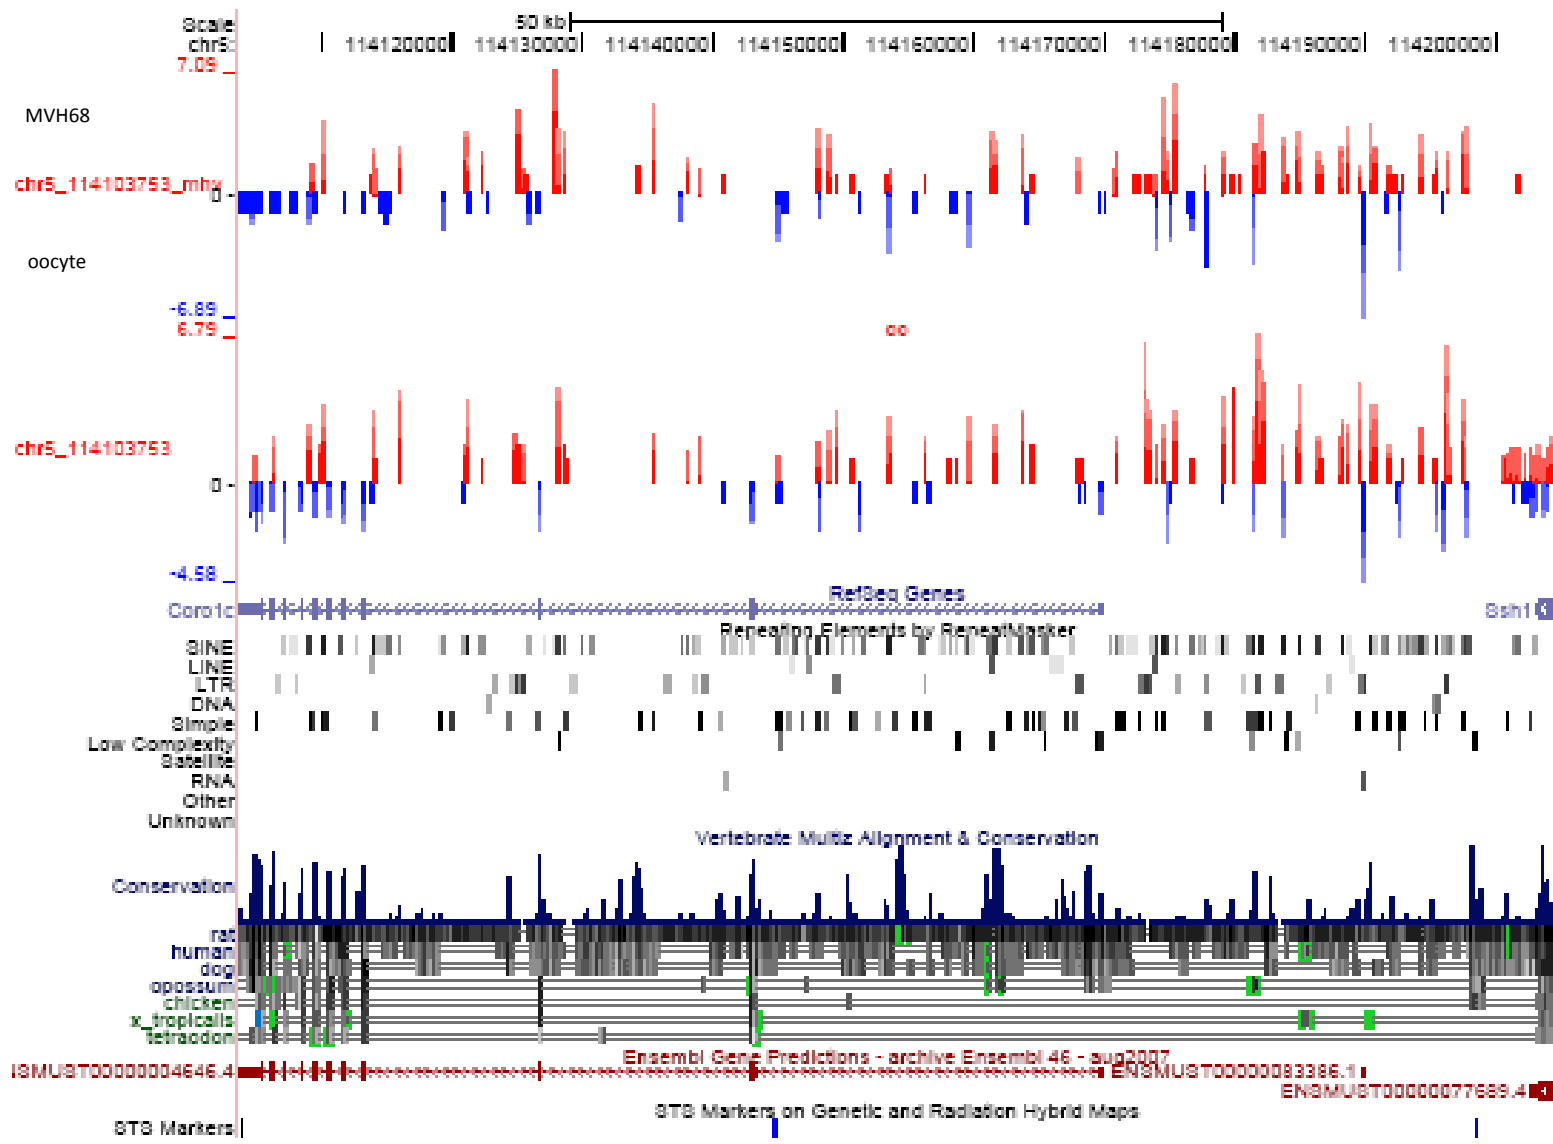 Scale 50 kb
chr5: 114120000 114130000 114140000 114150000 114160000 114170000 114180000 114190000 114200000
7.09
MVH68
chr5_114103753_mhv
0 -
oocyte
-6.89
6.79
oo
chr5_114103753
0 -
-4.58
RefSeq Genes
Coro1c Ssh1
Repeating Elements by RepeatMasker
SINE
LINE
LTR
DNA
Simple
Low Complexity
Satellite
RNA
Other
Unknown
Vertebrate Multiz Alignment & Conservation
Conservation
rat
human
dog
opossum
chicken
x_tropicalis
tetraodon
Ensembl Gene Predictions - archive Ensembl 46 - aug2007
ISMUST00000004646.4 ENSMUST00000083386.1
ENSMUST00000077689.4
STS Markers on Genetic and Radiation Hybrid Maps
STS Markers